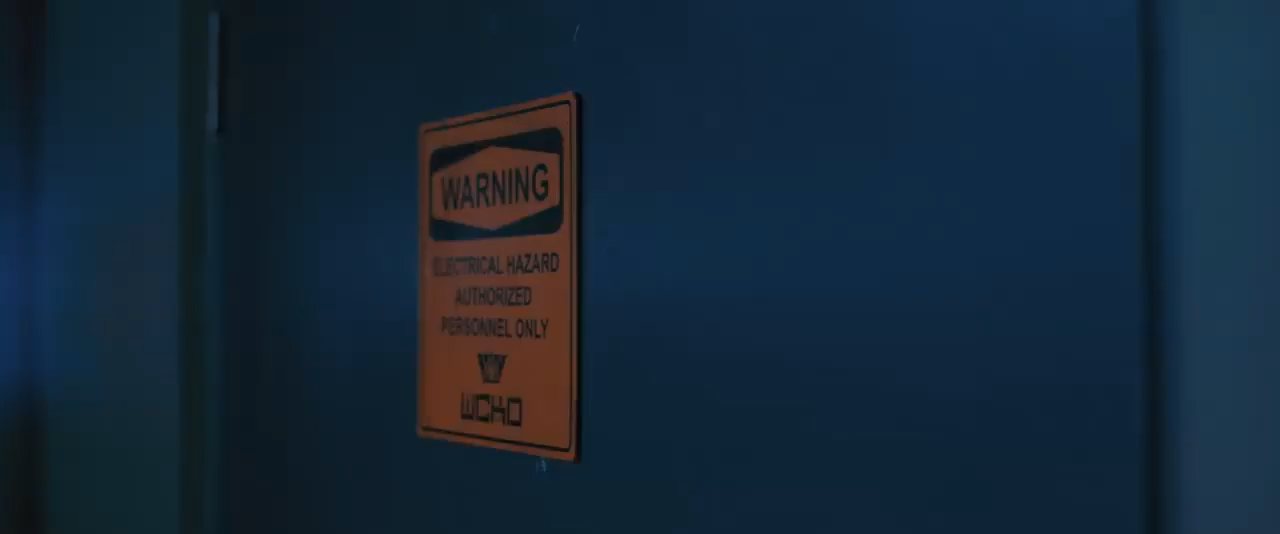 WARNING
ELECTRICAL HAZARD
AUTHORIZED
PERSONNEL ONLY
WCKD